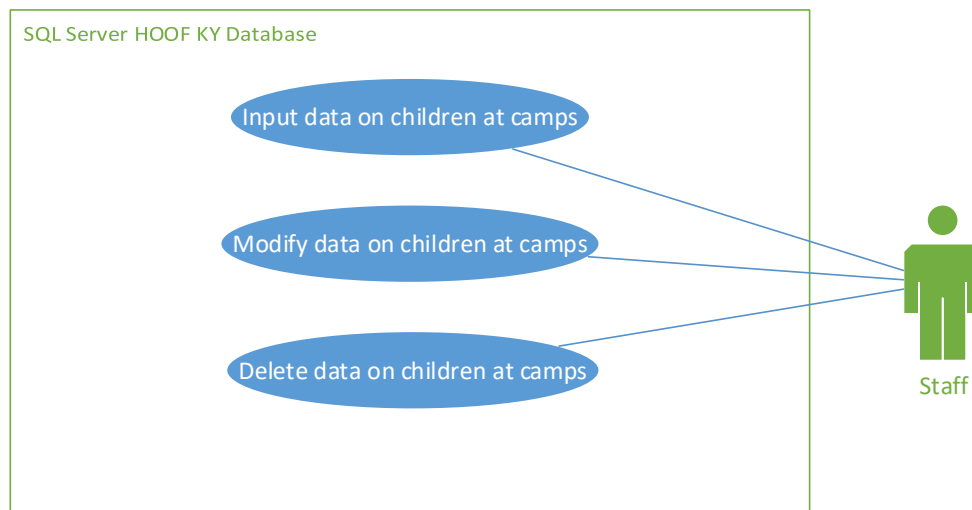 SQL Server HOOF KY Database
Input data on children at camps
Modify data on children at camps
Delete data on children at camps
Staff